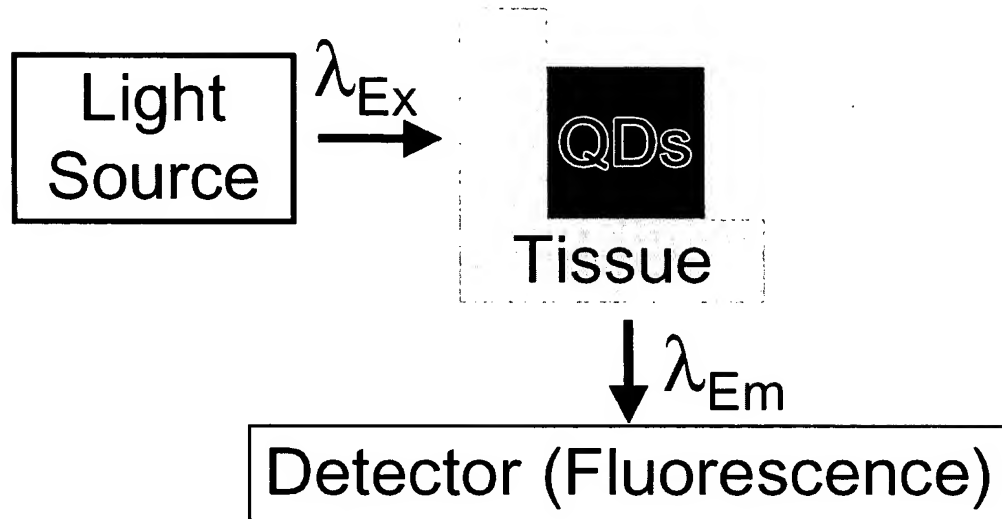 Light
Source
λEx
QDs
Tissue
λEm
Detector (Fluorescence)